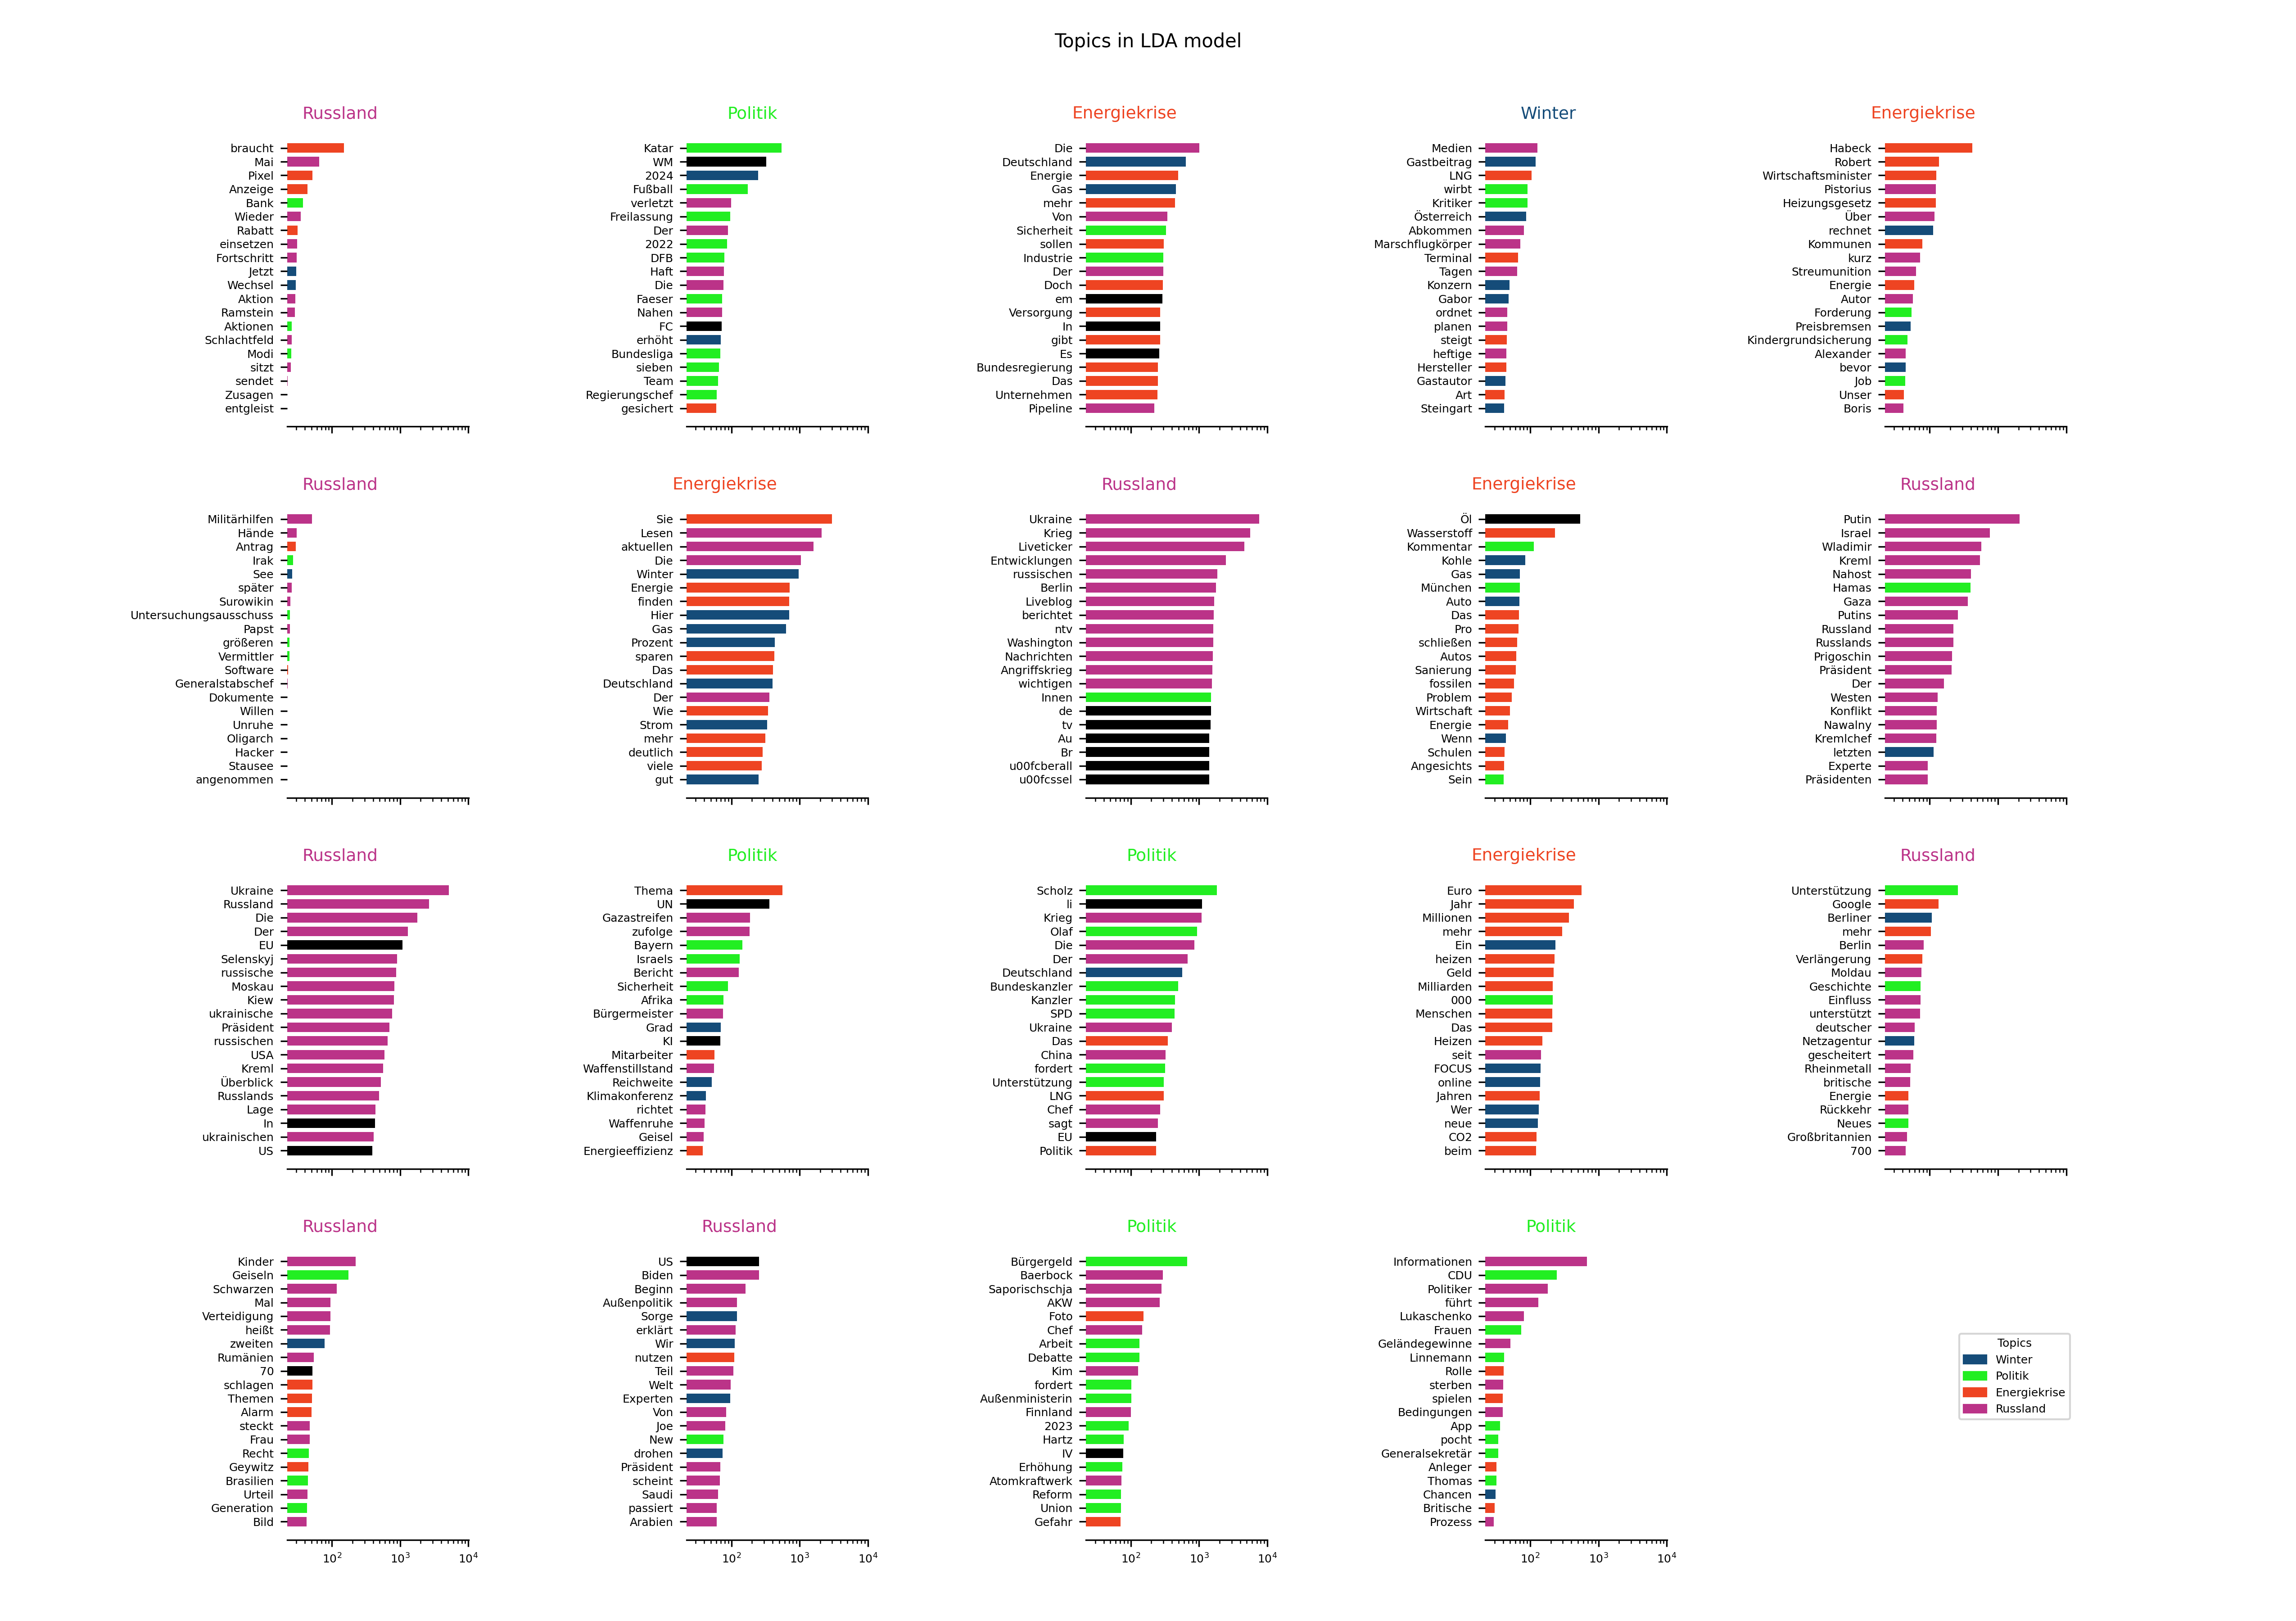 Topics in LDA model
Russland
braucht
Mai
Pixel
Anzeige
Bank
Wieder
Rabatt
einsetzen
Fortschritt
Jetzt
Wechsel
Aktion
Ramstein
Aktionen
Schlachtfeld
Modi
sitzt
sendet
Zusagen
entgleist
Politik
Katar
WM
2024
Fußball
verletzt
Freilassung
Der
2022
DFB
Haft
Die
Faeser
Nahen
FC
erhöht
Bundesliga
sieben
Team
Regierungschef
gesichert
Energiekrise
Die
Deutschland
Energie
Gas
mehr
Von
Sicherheit
sollen
Industrie
Der
Doch
em
Versorgung
In
gibt
Es
Bundesregierung
Das
Unternehmen
Pipeline
Winter
Medien
Gastbeitrag
LNG
wirbt
Kritiker
Österreich
Abkommen
Marschflugkörper
Terminal
Tagen
Konzern
Gabor
ordnet
planen
steigt
heftige
Hersteller
Gastautor
Art
Steingart
Energiekrise
Habeck
Robert
Wirtschaftsminister
Pistorius
Heizungsgesetz
Über
rechnet
Kommunen
kurz
Streumunition
Energie
Autor
Forderung
Preisbremsen
Kindergrundsicherung
Alexander
bevor
Job
Unser
Boris
Russland
Militärhilfen
Hände
Antrag
Irak
See
später
Surowikin
Untersuchungsausschuss
Papst
größeren
Vermittler
Software
Generalstabschef
Dokumente
Willen
Unruhe
Oligarch
Hacker
Stausee
angenommen
Energiekrise
Sie
Lesen
aktuellen
Die
Winter
Energie
finden
Hier
Gas
Prozent
sparen
Das
Deutschland
Der
Wie
Strom
mehr
deutlich
viele
gut
Russland
Ukraine
Krieg
Liveticker
Entwicklungen
russischen
Berlin
Liveblog
berichtet
ntv
Washington
Nachrichten
Angriffskrieg
wichtigen
Innen
de
tv
Au
Br
u00fcberall
u00fcssel
Energiekrise
Öl
Wasserstoff
Kommentar
Kohle
Gas
München
Auto
Das
Pro
schließen
Autos
Sanierung
fossilen
Problem
Wirtschaft
Energie
Wenn
Schulen
Angesichts
Sein
Russland
Putin
Israel
Wladimir
Kreml
Nahost
Hamas
Gaza
Putins
Russland
Russlands
Prigoschin
Präsident
Der
Westen
Konflikt
Nawalny
Kremlchef
letzten
Experte
Präsidenten
Russland
Ukraine
Russland
Die
Der
EU
Selenskyj
russische
Moskau
Kiew
ukrainische
Präsident
russischen
USA
Kreml
Überblick
Russlands
Lage
In
ukrainischen
US
Politik
Thema
UN
Gazastreifen
zufolge
Bayern
Israels
Bericht
Sicherheit
Afrika
Bürgermeister
Grad
KI
Mitarbeiter
Waffenstillstand
Reichweite
Klimakonferenz
richtet
Waffenruhe
Geisel
Energieeffizienz
Politik
Scholz
li
Krieg
Olaf
Die
Der
Deutschland
Bundeskanzler
Kanzler
SPD
Ukraine
Das
China
fordert
Unterstützung
LNG
Chef
sagt
EU
Politik
Energiekrise
Euro
Jahr
Millionen
mehr
Ein
heizen
Geld
Milliarden
000
Menschen
Das
Heizen
seit
FOCUS
online
Jahren
Wer
neue
CO2
beim
Russland
Unterstützung
Google
Berliner
mehr
Berlin
Verlängerung
Moldau
Geschichte
Einfluss
unterstützt
deutscher
Netzagentur
gescheitert
Rheinmetall
britische
Energie
Rückkehr
Neues
Großbritannien
700
Russland
Kinder
Geiseln
Schwarzen
Mal
Verteidigung
heißt
zweiten
Rumänien
70
schlagen
Themen
Alarm
steckt
Frau
Recht
Geywitz
Brasilien
Urteil
Generation
Bild
10² 10³ 10⁴
Russland
US
Biden
Beginn
Außenpolitik
Sorge
erklärt
Wir
nutzen
Teil
Welt
Experten
Von
Joe
New
drohen
Präsident
scheint
Saudi
passiert
Arabien
10² 10³ 10⁴
Politik
Bürgergeld
Baerbock
Saporischschja
AKW
Foto
Chef
Arbeit
Debatte
Kim
fordert
Außenministerin
Finnland
2023
Hartz
IV
Erhöhung
Atomkraftwerk
Reform
Union
Gefahr
10² 10³ 10⁴
Politik
Informationen
CDU
Politiker
führt
Lukaschenko
Frauen
Geländegewinne
Linnemann
Rolle
sterben
spielen
Bedingungen
App
pocht
Generalsekretär
Anleger
Thomas
Chancen
Britische
Prozess
10² 10³ 10⁴
Topics
Winter
Politik
Energiekrise
Russland